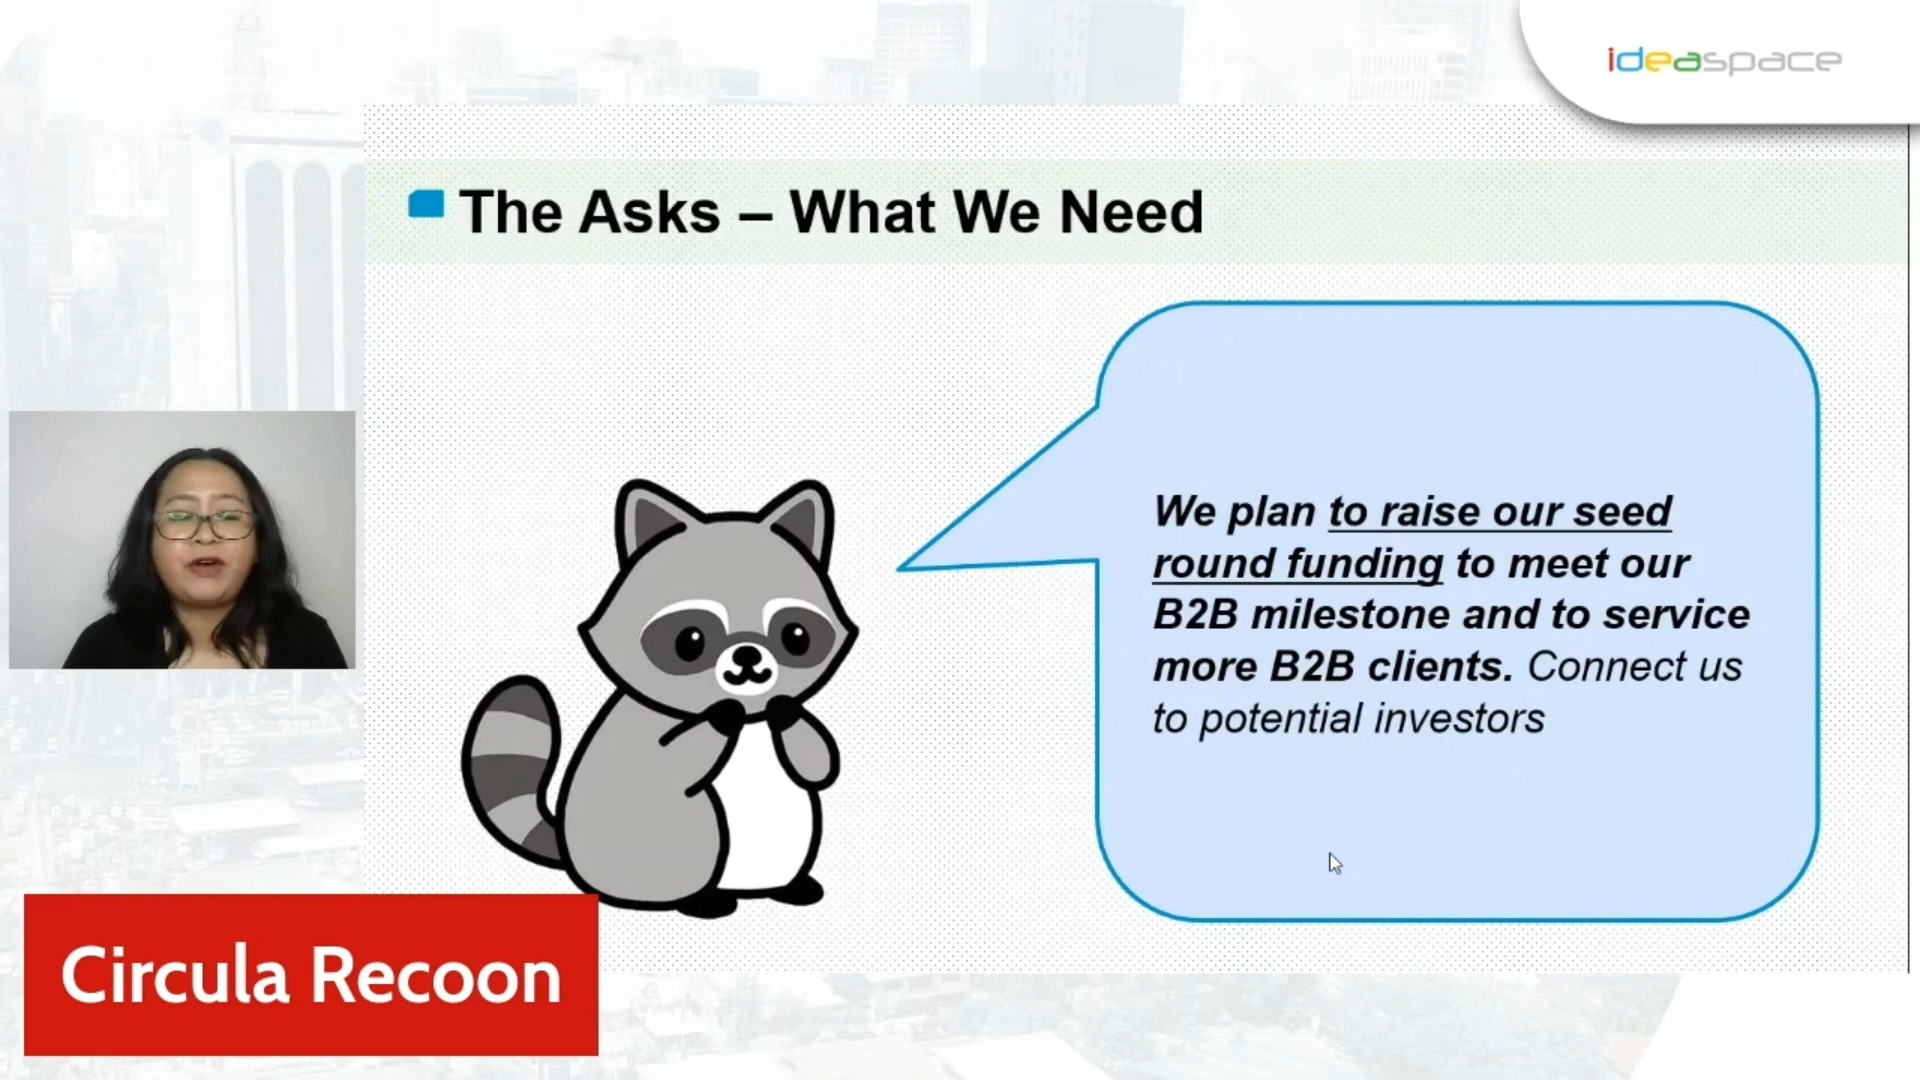 ideaspace
The Asks – What We Need
We plan to raise our seed
round funding to meet our
B2B milestone and to service
more B2B clients. Connect us
to potential investors
Circula Recoon